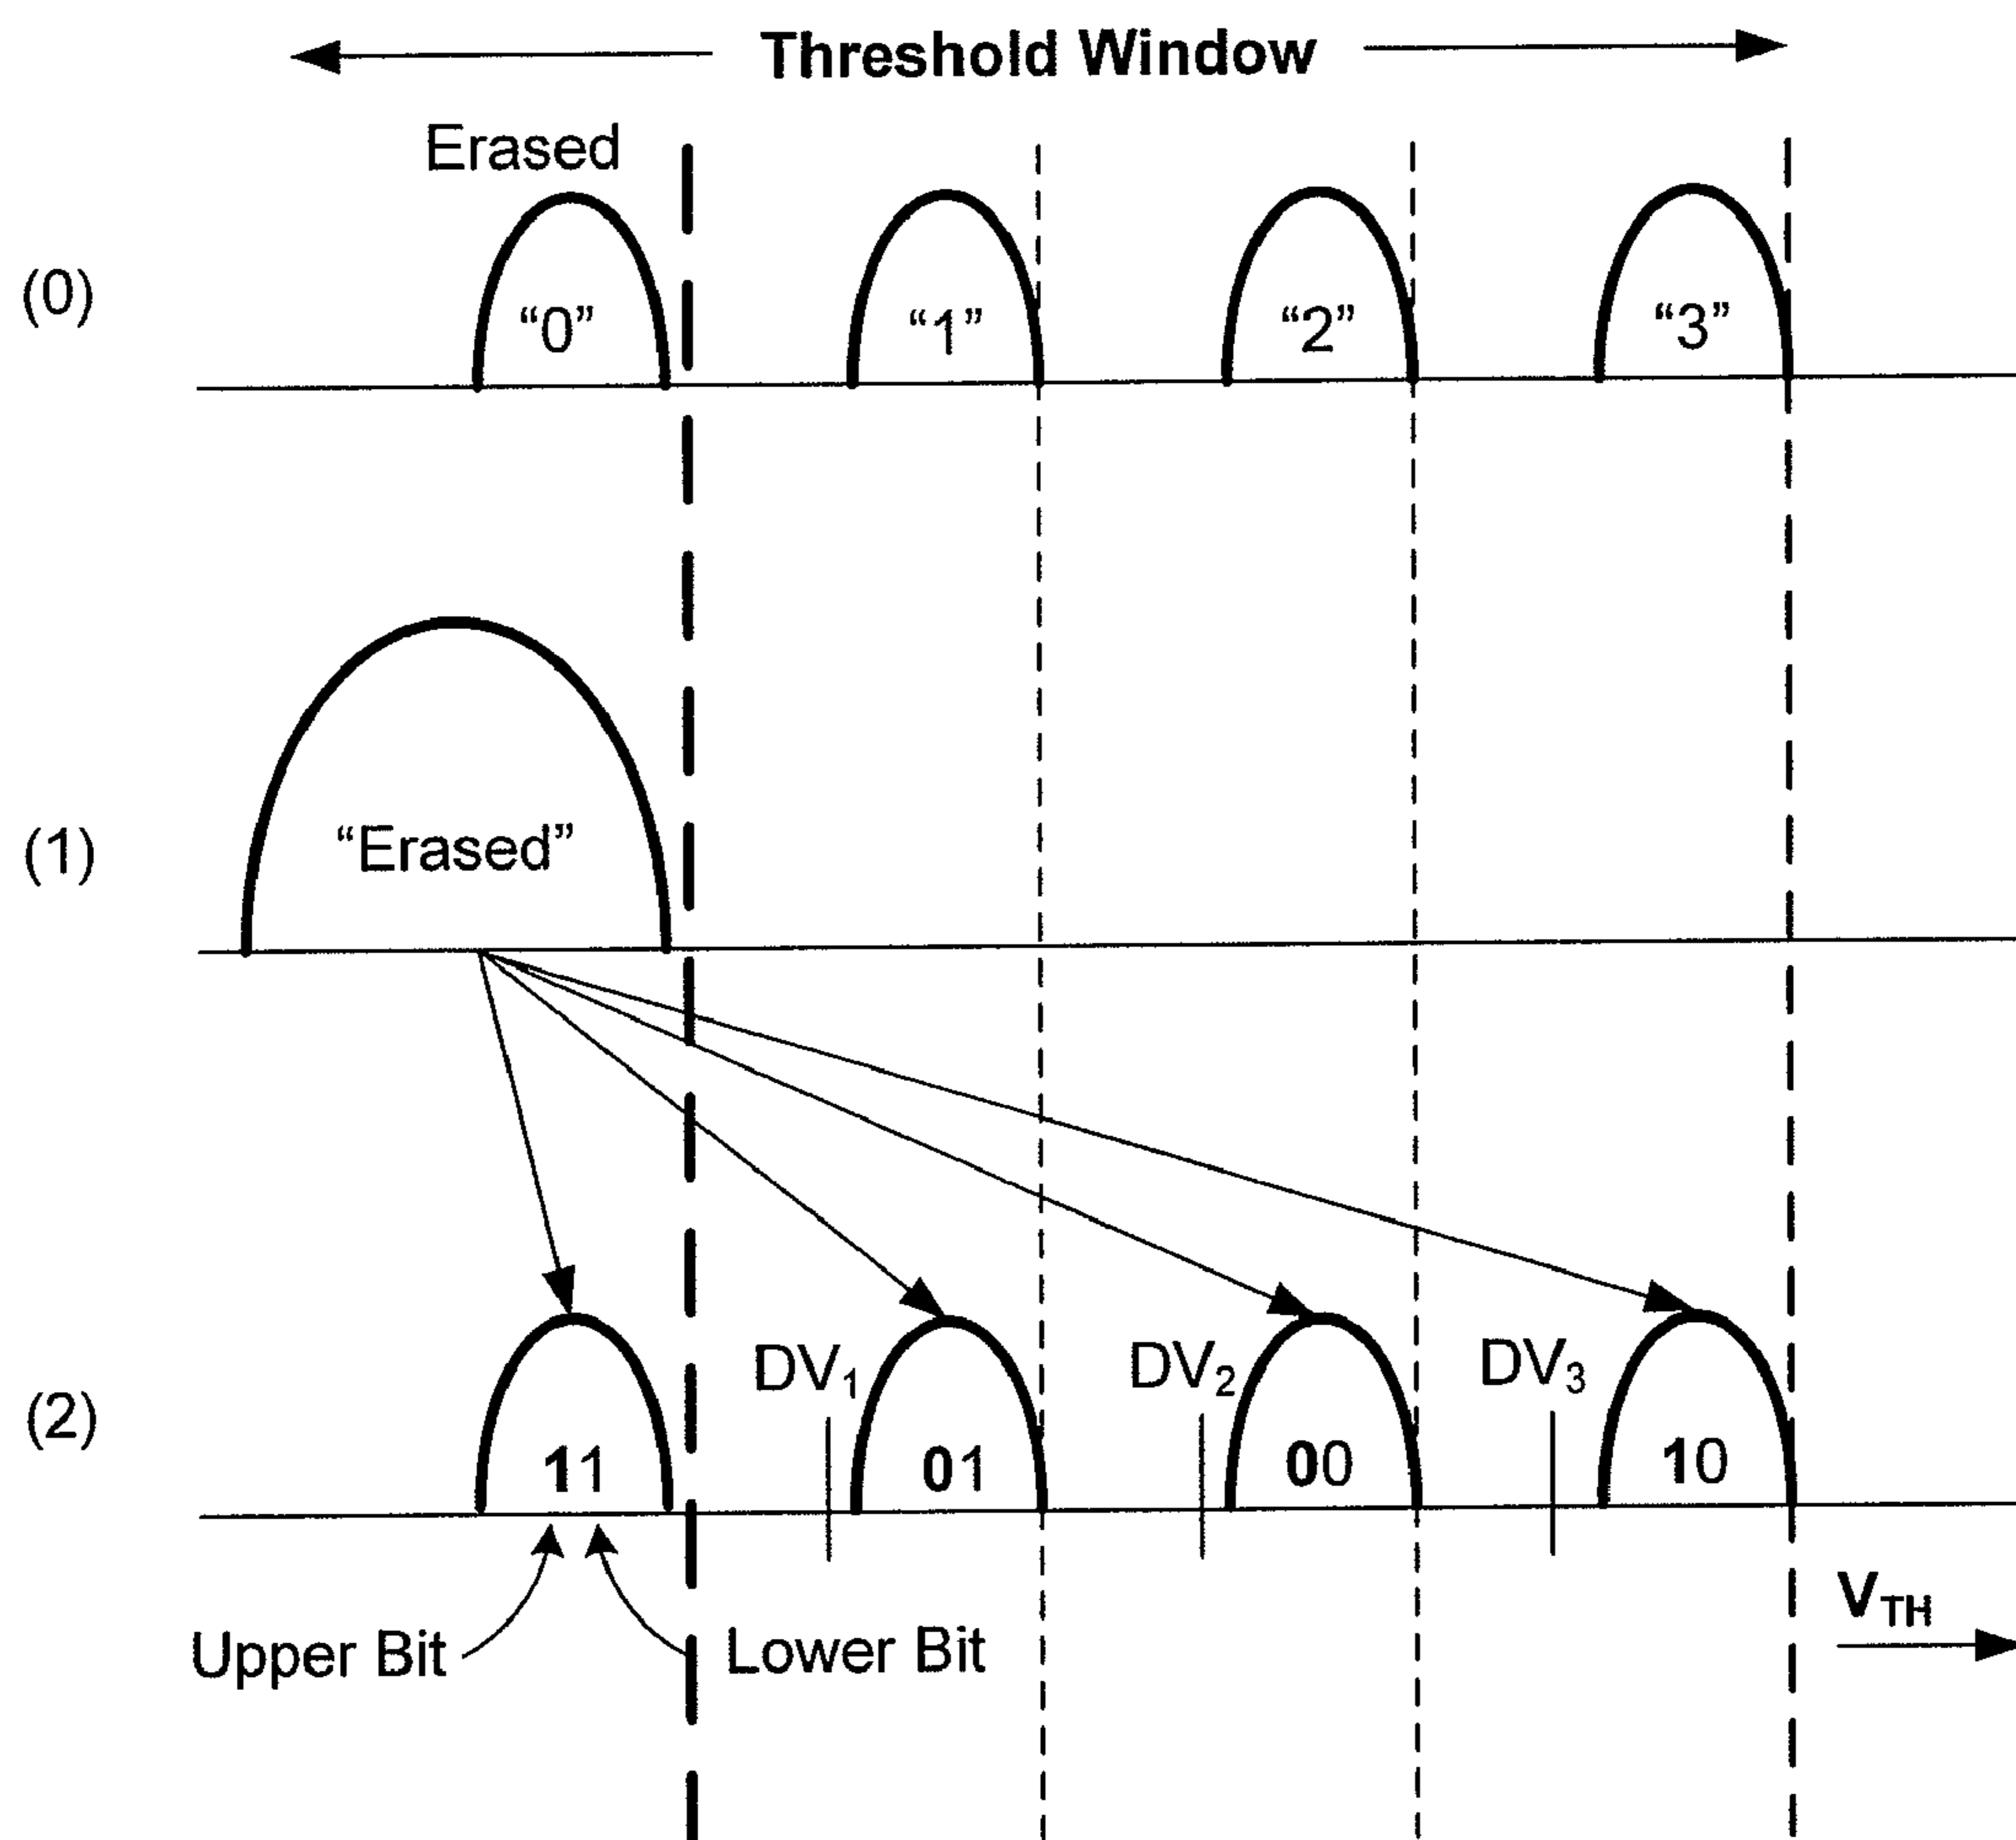 Threshold Window
Erased
(0)
“0” “1” “2” “3”
(1)
“Erased”
(2)
DV1 DV2 DV3
11 01 00 10
Upper Bit Lower Bit
VTH